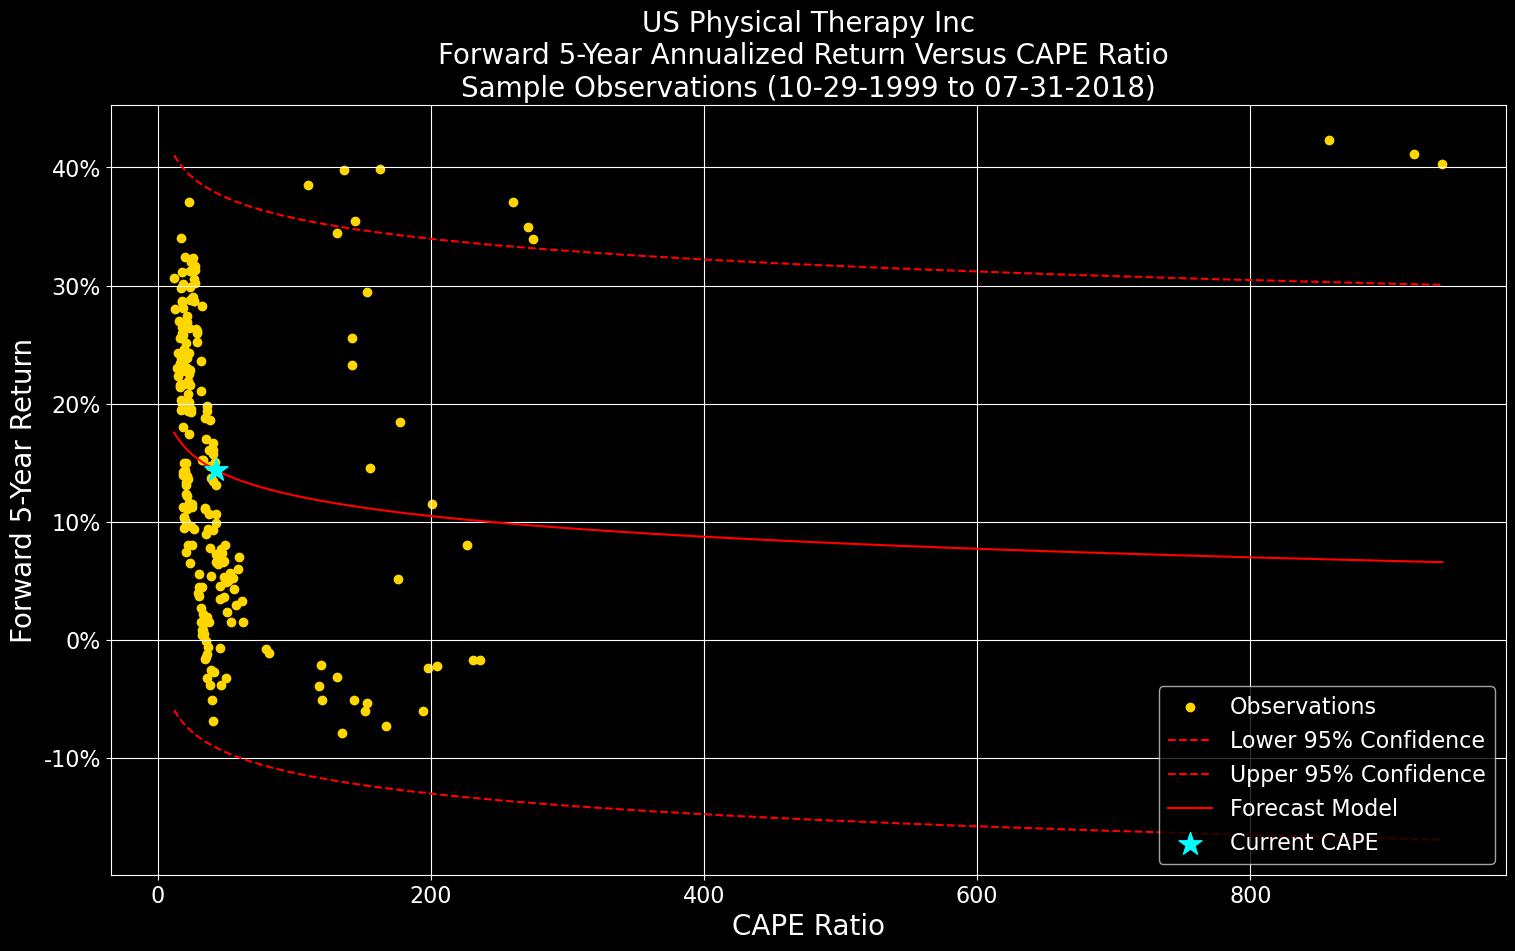 US Physical Therapy Inc
Forward 5-Year Annualized Return Versus CAPE Ratio
Sample Observations (10-29-1999 to 07-31-2018)
Forward 5-Year Return
40%
30%
20%
10%
0%
-10%
Observations
Lower 95% Confidence
Upper 95% Confidence
Forecast Model
Current CAPE
0 200 400 600 800
CAPE Ratio